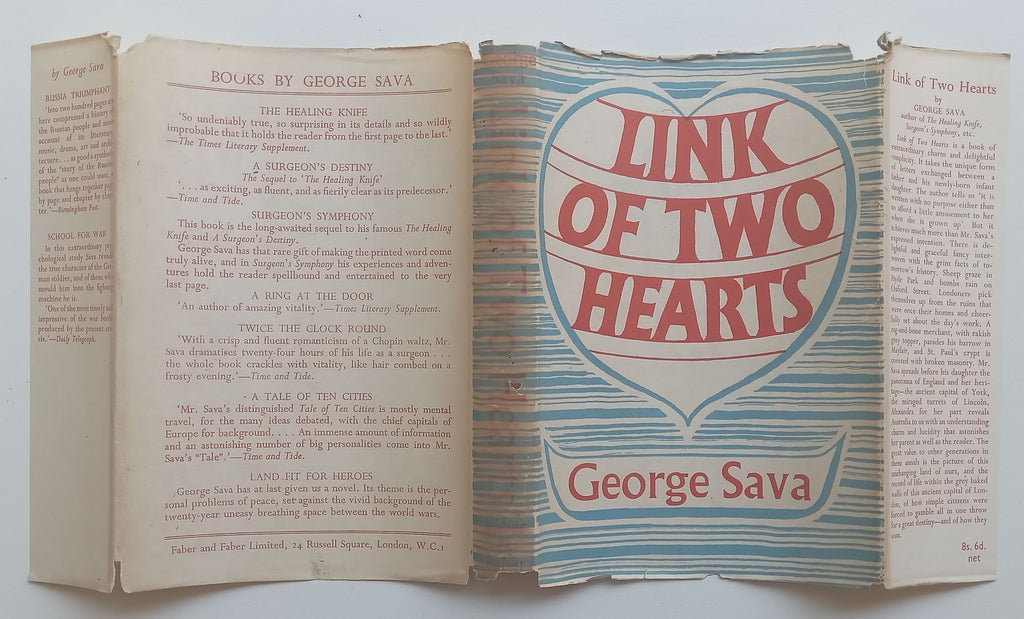 by George Sava
RUSSIA TRIUMPHANT
'Into two hundred pages are
here compressed a history of
the Russian people and some
account of its literature,
music, drama, art and archi-
tecture . . . as good a synthesis
of the "story of the Russian
people" as one could want, a
book that hangs together page
by page and chapter by chap-
ter.'—Birmingham Post.
SCHOOL FOR WAR
In this extraordinary psy-
chological study Sava reveals
the true character of the Ger-
man soldier, and of those who
mould him into the fighting
machine he is.
'One of the most timely and
impressive of the war books
produced by the present cri-
sis.'—Daily Telegraph.
BOOKS BY GEORGE SAVA
THE HEALING KNIFE
'So undeniably true, so surprising in its details and so wildly
improbable that it holds the reader from the first page to the last.'
—The Times Literary Supplement.
A SURGEON'S DESTINY
The Sequel to 'The Healing Knife'
'. . . as exciting, as fluent, and as fierily clear as its predecessor.'
—Time and Tide.
SURGEON'S SYMPHONY
This book is the long-awaited sequel to his famous The Healing
Knife and A Surgeon's Destiny.
George Sava has that rare gift of making the printed word come
truly alive, and in Surgeon's Symphony his experiences and adven-
tures hold the reader spellbound and entertained to the very
last page.
A RING AT THE DOOR
'An author of amazing vitality.'—Times Literary Supplement.
TWICE THE CLOCK ROUND
'With a crisp and fluent romanticism of a Chopin waltz, Mr.
Sava dramatises twenty-four hours of his life as a surgeon . . .
the whole book crackles with vitality, like hair combed on a
frosty evening.'—Time and Tide.
A TALE OF TEN CITIES
'Mr. Sava's distinguished Tale of Ten Cities is mostly mental
travel, for the many ideas debated, with the chief capitals of
Europe for background. . . . An immense amount of information
and an astonishing number of big personalities come into Mr.
Sava's "Tale".'—Time and Tide.
LAND FIT FOR HEROES
George Sava has at last given us a novel. Its theme is the per-
sonal problems of peace, set against the vivid background of the
twenty-year uneasy breathing space between the world wars.
Faber and Faber Limited, 24 Russell Square, London, W.C.1
George
Sava
LINK
OF TWO
HEARTS
George Sava
Link of Two Hearts
by
GEORGE SAVA
author of The Healing Knife,
Surgeon's Symphony, etc.
Link of Two Hearts is a book of
extraordinary charm and delightful
simplicity. It takes the unique form
of letters exchanged between a
father and his newly-born infant
daughter. The author tells us 'it is
written with no purpose either than
to afford a little amusement to her
when she is grown up'. But it
achieves much more than Mr. Sava's
expressed intention. There is de-
lightful and graceful fancy inter-
woven with the grim facts of to-
morrow's history. Sheep graze in
Hyde Park and bombs rain on
Oxford Street. Londoners pick
themselves up from the ruins that
were once their homes and cheer-
fully set about the day's work. A
rag-and-bone merchant, with rakish
grey topper, parades his barrow in
Mayfair, and St. Paul's crypt is
covered with broken masonry. Mr.
Sava spreads before his daughter the
panorama of England and her heri-
tage—the ancient capital of York,
the miraged turrets of Lincoln.
Alexandra for her part reveals
Australia to us with an understanding
charm and lucidity that astonishes
her parent as well as the reader. The
great value to other generations in
these annals is the picture of this
unchanging land of ours, and the
record of life within the grey baked
walls of this ancient capital of Lon-
don, of how simple citizens were
forced to gamble all in one throw
for a great destiny—and of how they
won.
8s. 6d.
net